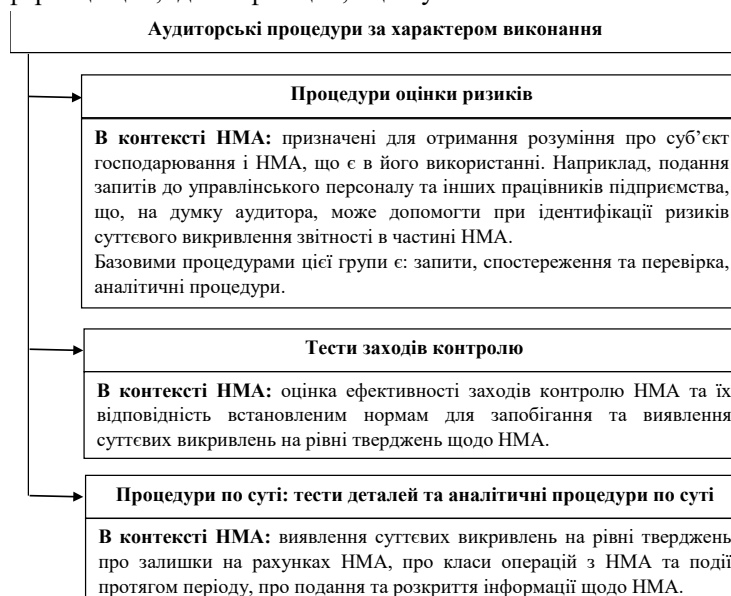 Аудиторські процедури за характером виконання
Процедури оцінки ризиків
В контексті НМА: призначені для отримання розуміння про суб’єкт
господарювання і НМА, що є в його використанні. Наприклад, подання
запитів до управлінського персоналу та інших працівників підприємства,
що, на думку аудитора, може допомогти при ідентифікації ризиків
суттєвого викривлення звітності в частині НМА.
Базовими процедурами цієї групи є: запити, спостереження та перевірка,
аналітичні процедури.
Тести заходів контролю
В контексті НМА: оцінка ефективності заходів контролю НМА та їх
відповідність встановленим нормам для запобігання та виявлення
суттєвих викривлень на рівні тверджень щодо НМА.
Процедури по суті: тести деталей та аналітичні процедури по суті
В контексті НМА: виявлення суттєвих викривлень на рівні тверджень
про залишки на рахунках НМА, про класи операцій з НМА та події
протягом періоду, про подання та розкриття інформації щодо НМА.